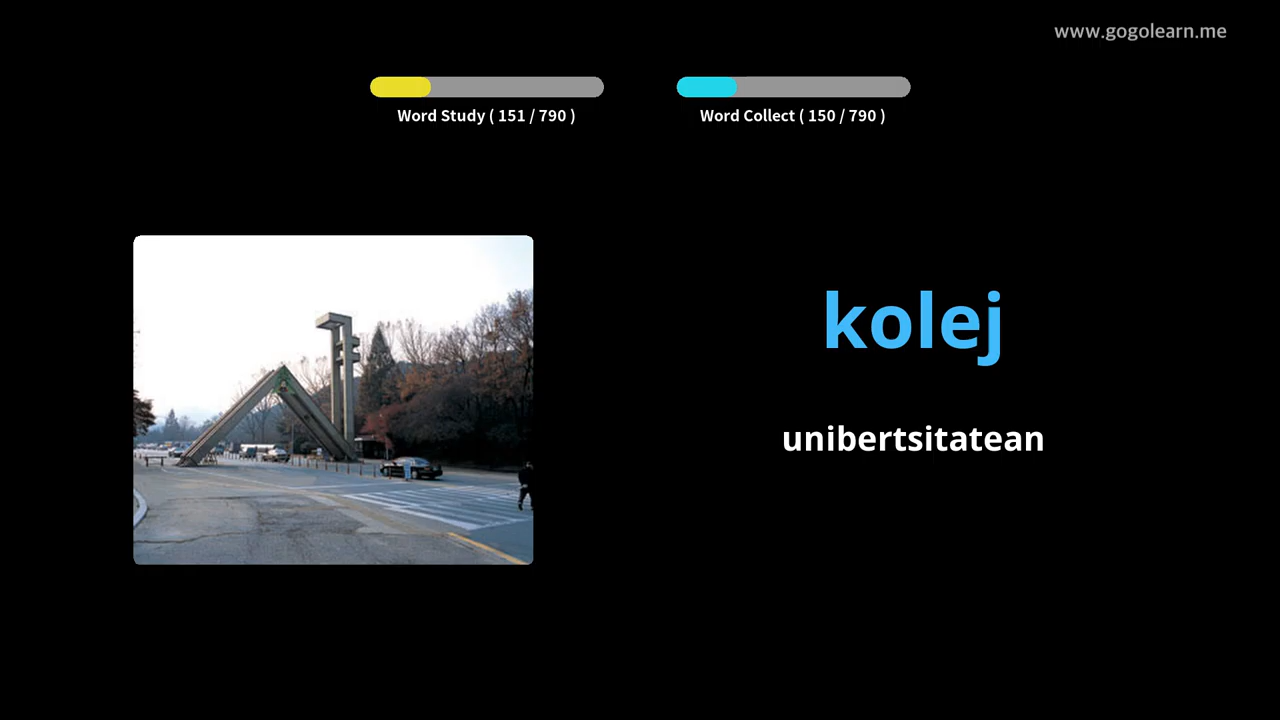 www.gogolearn.me
Word Study ( 151 / 790 )
Word Collect ( 150 / 790 )
kolej
unibertsitatean